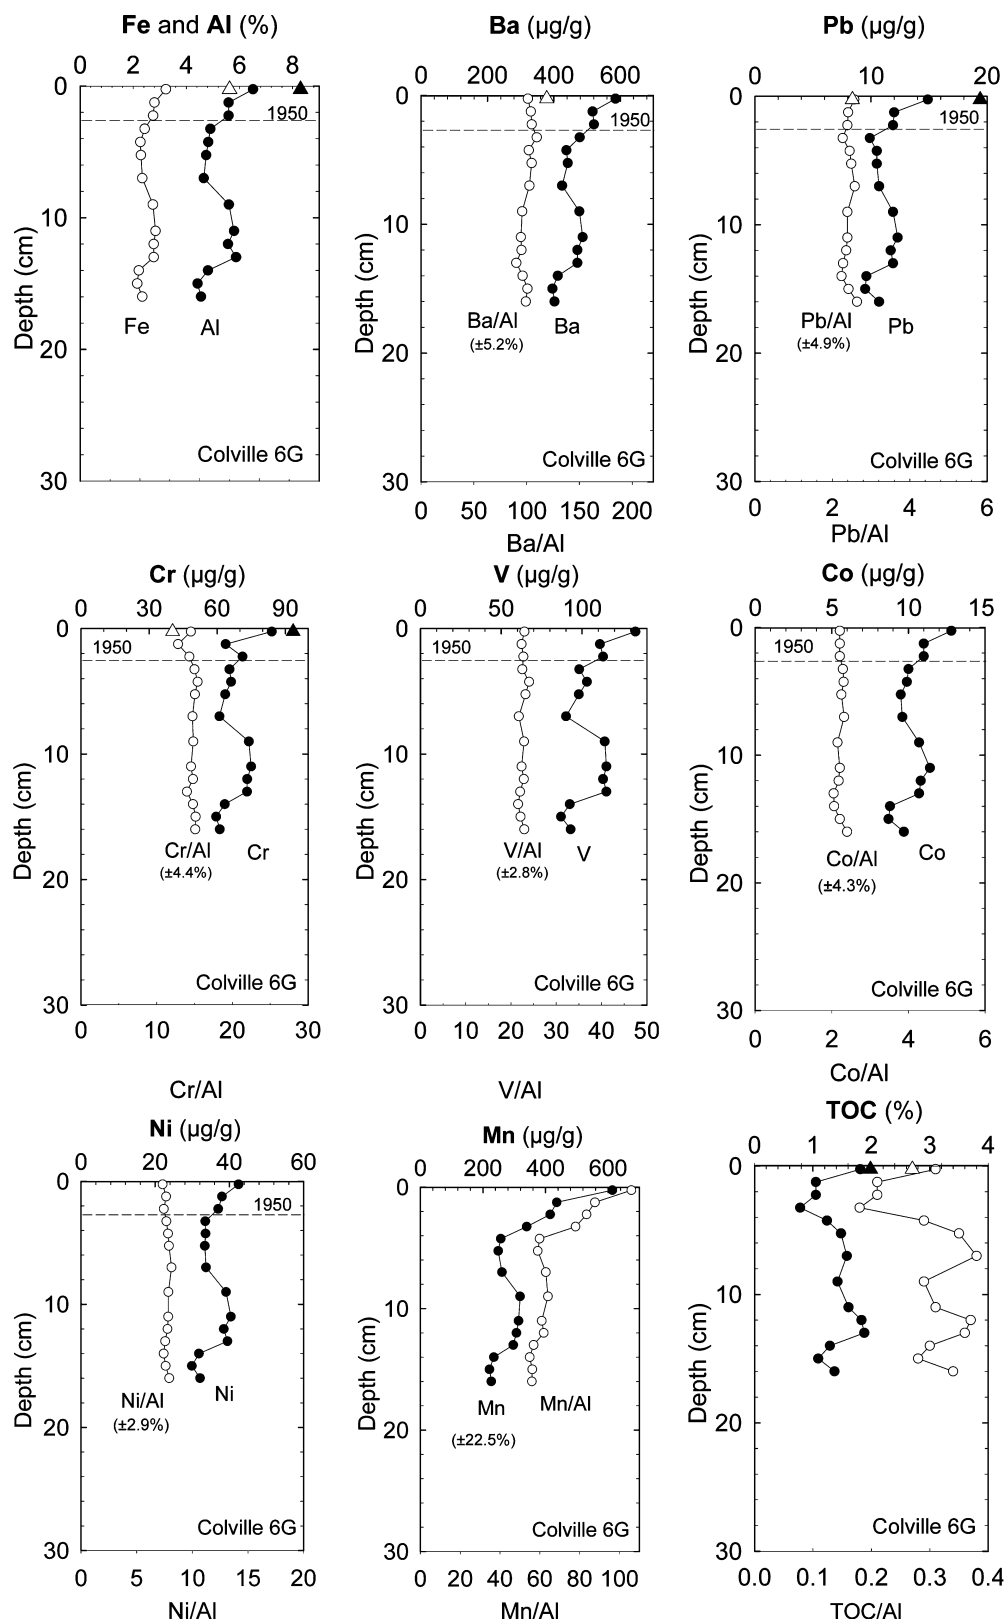 Fe and Al (%)
0 2 4 6 8
0
10
20
30
Depth (cm)
1950
Fe
Al
Colville 6G
Ba (µg/g)
0 200 400 600
0
10
20
30
Depth (cm)
1950
Ba/Al
(±5.2%)
Ba
Colville 6G
0 50 100 150 200
Ba/Al
Pb (µg/g)
0 10 20
0
10
20
30
Depth (cm)
1950
Pb/Al
(±4.9%)
Pb
Colville 6G
0 2 4 6
Pb/Al
Cr (µg/g)
0 30 60 90
0
10
20
30
Depth (cm)
1950
Cr/Al
(±4.4%)
Cr
Colville 6G
0 10 20 30
Cr/Al
V (µg/g)
0 50 100
0
10
20
30
Depth (cm)
1950
V/Al
(±2.8%)
V
Colville 6G
0 10 20 30 40 50
V/Al
Co (µg/g)
0 5 10 15
0
10
20
30
Depth (cm)
1950
Co/Al
(±4.3%)
Co
Colville 6G
0 2 4 6
Co/Al
Ni (µg/g)
0 20 40 60
0
10
20
30
Depth (cm)
1950
Ni/Al
(±2.9%)
Ni
Colville 6G
0 10 20
Ni/Al
Mn (µg/g)
0 200 400 600
0
10
20
30
Depth (cm)
Mn
Mn/Al
(±22.5%)
Colville 6G
0 20 40 60 80 100
Mn/Al
TOC (%)
0 1 2 3 4
0
10
20
30
Depth (cm)
Colville 6G
0.0 0.1 0.2 0.3 0.4
TOC/Al